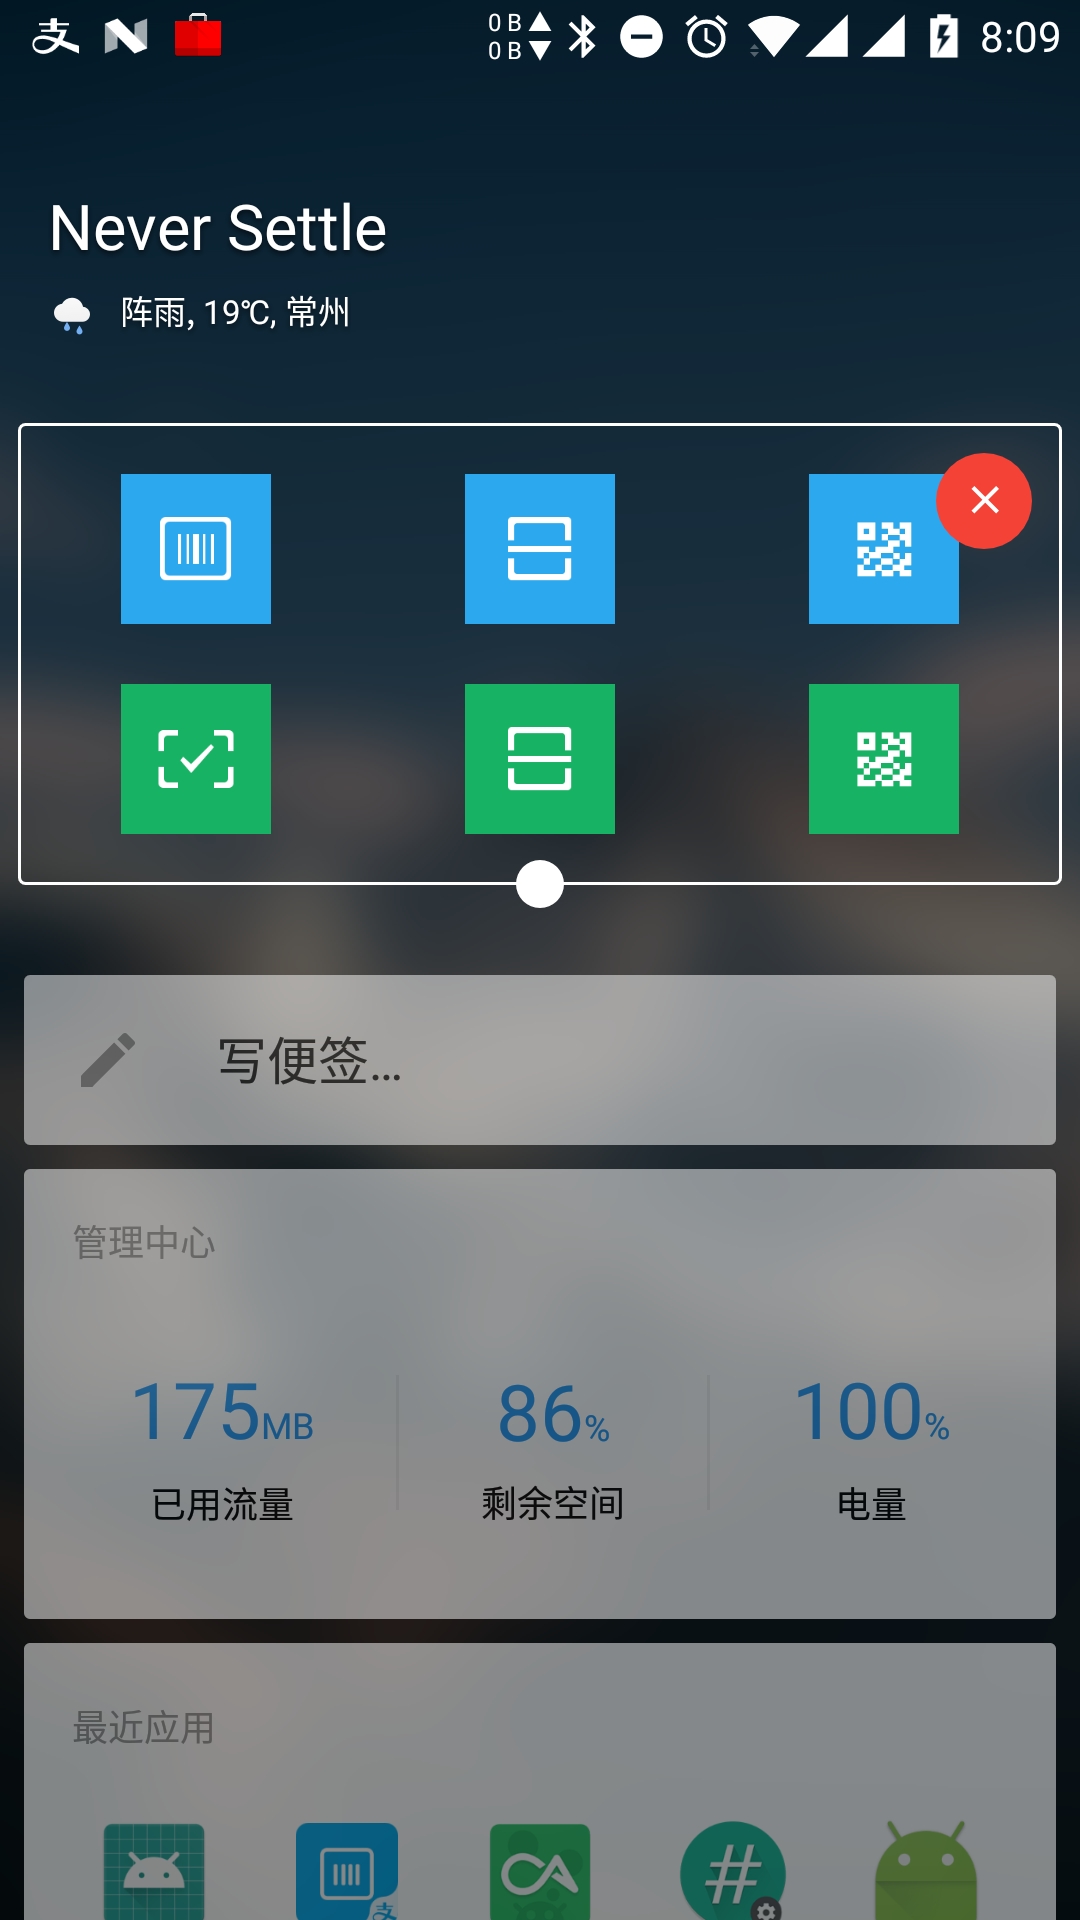 0 B
0 B
8:09
Never Settle
阵雨, 19℃, 常州
写便签...
管理中心
175MB 86% 100%
已用流量 剩余空间 电量
最近应用